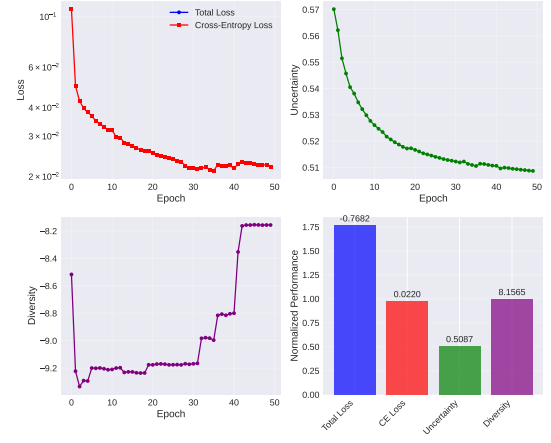 Total Loss
Cross-Entropy Loss
10⁻¹
6 × 10⁻²
4 × 10⁻²
3 × 10⁻²
2 × 10⁻²
Loss
0 10 20 30 40 50
Epoch
0.57
0.56
0.55
0.54
0.53
0.52
0.51
Uncertainty
0 10 20 30 40 50
Epoch
−8.2
−8.4
−8.6
−8.8
−9.0
−9.2
Diversity
0 10 20 30 40 50
Epoch
1.75
1.50
1.25
1.00
0.75
0.50
0.25
0.00
Normalized Performance
-0.7682
0.0220
0.5087
8.1565
Total Loss
CE Loss
Uncertainty
Diversity